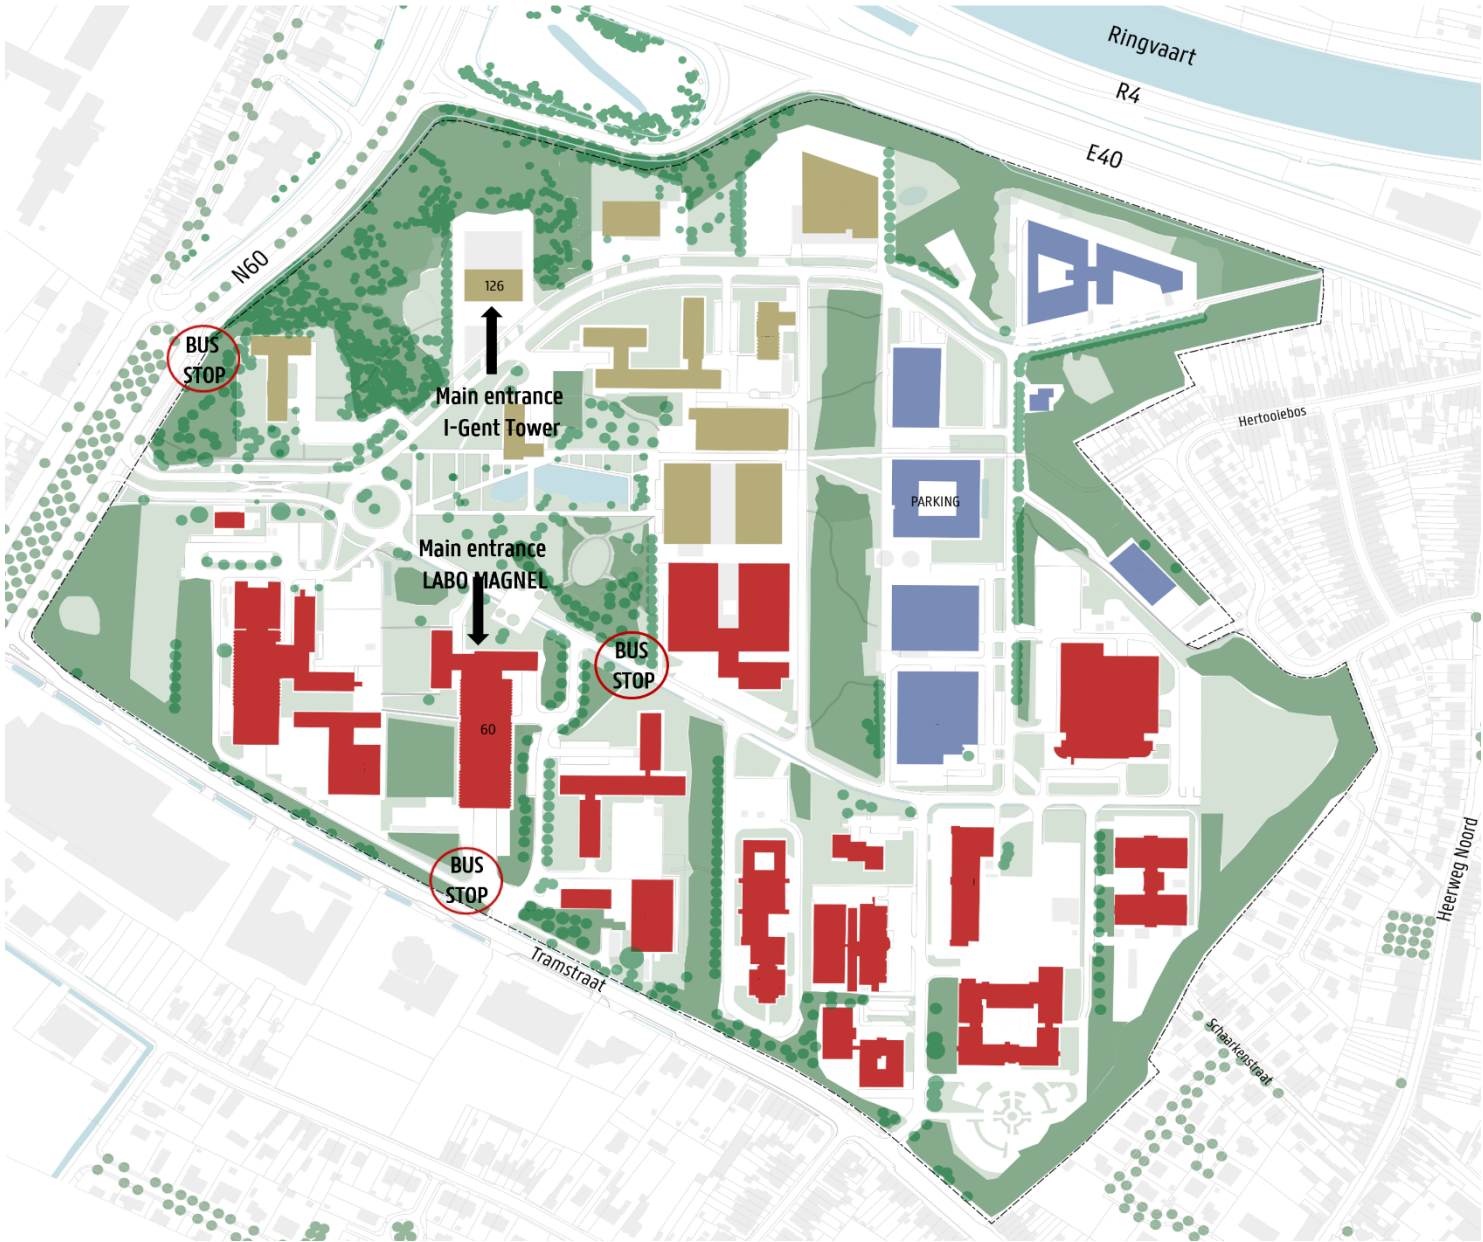 Ringvaart
R4
E40
N60
126
BUS
STOP
Main entrance
I-Gent Tower
Hertooiebos
PARKING
Main entrance
LABO MAGNEL
BUS
STOP
60
BUS
STOP
Tramstraat
Heerweg Noord
Schaarkenstraat